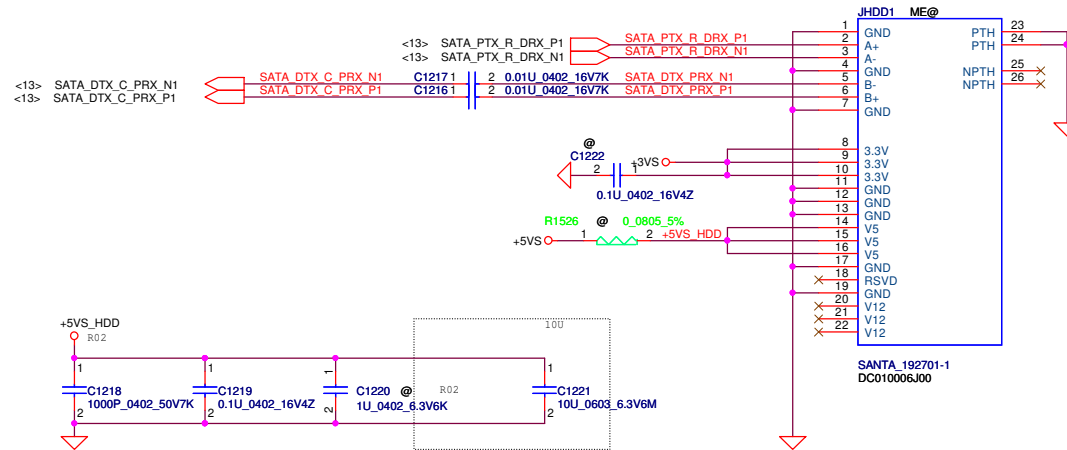 JHDD1 ME@
1 GND
2 A+
3 A-
4 GND
5 B-
6 B+
7 GND
8 3.3V
9 3.3V
10 3.3V
11 GND
12 GND
13 GND
14 V5
15 V5
16 V5
17 GND
18 RSVD
19 GND
20 V12
21 V12
22 V12
PTH 23
PTH 24
NPTH 25
NPTH 26
SANTA_192701-1
DC010006J00
<13> SATA_PTX_R_DRX_P1 SATA_PTX_R_DRX_P1
<13> SATA_PTX_R_DRX_N1 SATA_PTX_R_DRX_N1
<13> SATA_DTX_C_PRX_N1 SATA_DTX_C_PRX_N1 C1217 1 2 0.01U_0402_16V7K SATA_DTX_PRX_N1
<13> SATA_DTX_C_PRX_P1 SATA_DTX_C_PRX_P1 C1216 1 2 0.01U_0402_16V7K SATA_DTX_PRX_P1
@
C1222 +3VS
2 1
0.1U_0402_16V4Z
R1526 @ 0_0805_5%
+5VS 1 2 +5VS_HDD
+5VS_HDD
R02
1
C1218
1000P_0402_50V7K
2
1
C1219
0.1U_0402_16V4Z
2
1
C1220 @
1U_0402_6.3V6K
2
10U
R02
1
C1221
10U_0603_6.3V6M
2